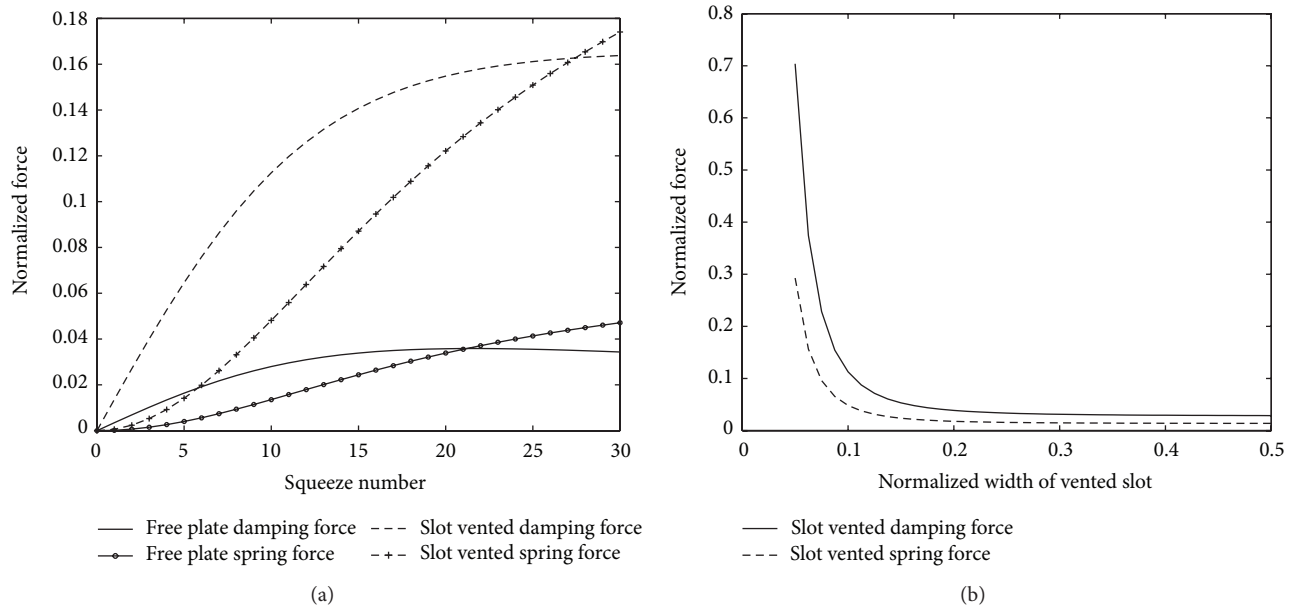 0.18
0.16
0.14
0.12
0.1
0.08
0.06
0.04
0.02
0
Normalized force
0 5 10 15 20 25 30
Squeeze number
Free plate damping force
Free plate spring force
Slot vented damping force
Slot vented spring force
(a)
0.8
0.7
0.6
0.5
0.4
0.3
0.2
0.1
0
Normalized force
0 0.1 0.2 0.3 0.4 0.5
Normalized width of vented slot
Slot vented damping force
Slot vented spring force
(b)